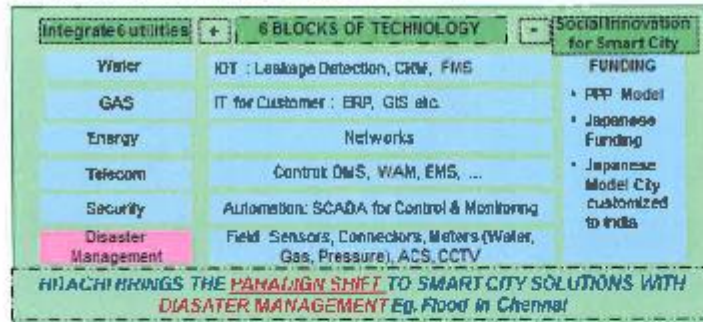 Integrate 6 utilities + 6 BLOCKS OF TECHNOLOGY - Social Innovation
for Smart City
Water
GAS
Energy
Telecom
Security
Disaster
Management
IOT : Leakage Detection, CRM, FMS
IT for Customer : ERP, GIS etc.
Networks
Control: DMS, WAM, EMS, ...
Automation: SCADA for Control & Monitoring
Field: Sensors, Connectors, Meters (Water,
Gas, Pressure), ACS, CCTV
FUNDING
• PPP Model
• Japanese
Funding
• Japanese
Model City
customized
to India
HITACHI BRINGS THE PARADIGN SHIFT TO SMART CITY SOLUTIONS WITH
DIASATER MANAGEMENT Eg. Flood in Chennai